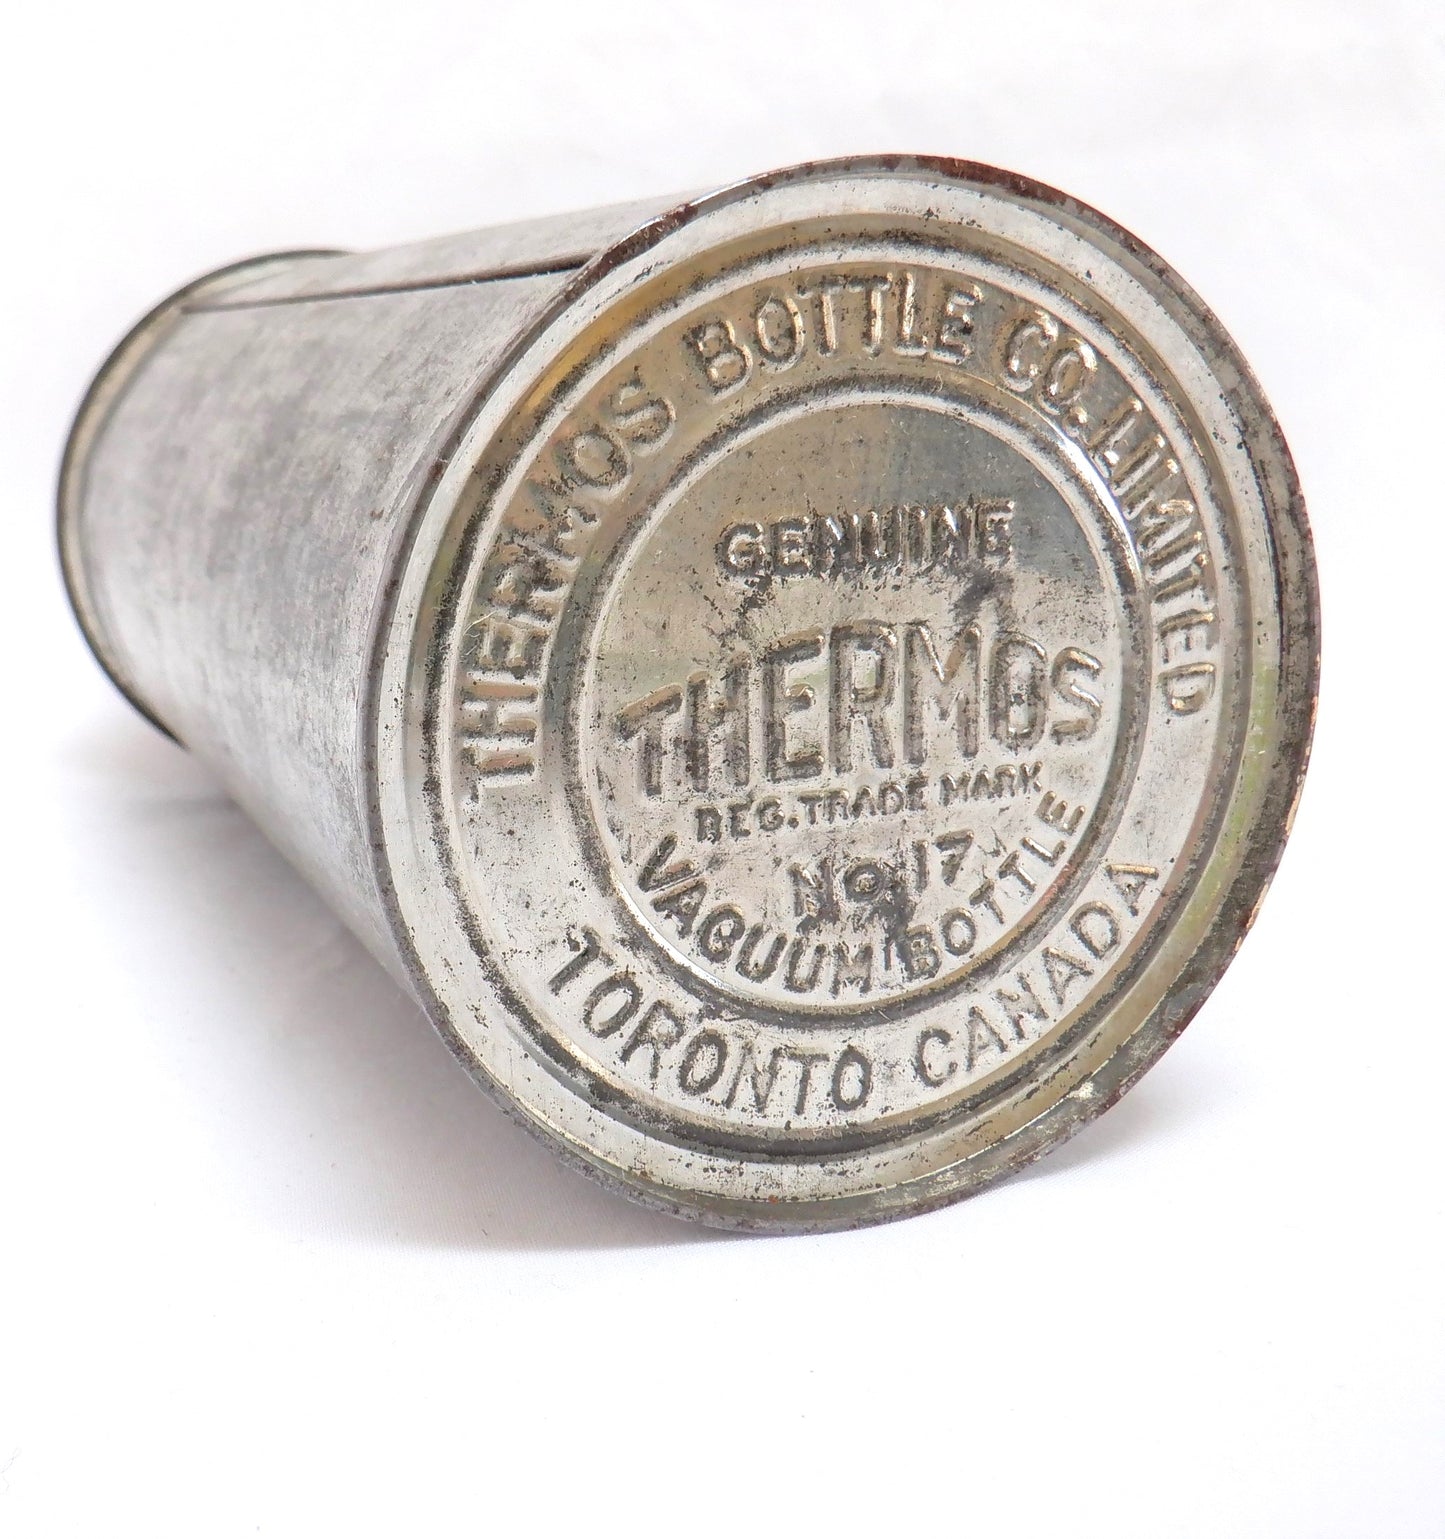 THERMOS BOTTLE CO. LIMITED
GENUINE
THERMOS
REG. TRADE MARK
NO. 17
VACUUM BOTTLE
TORONTO CANADA